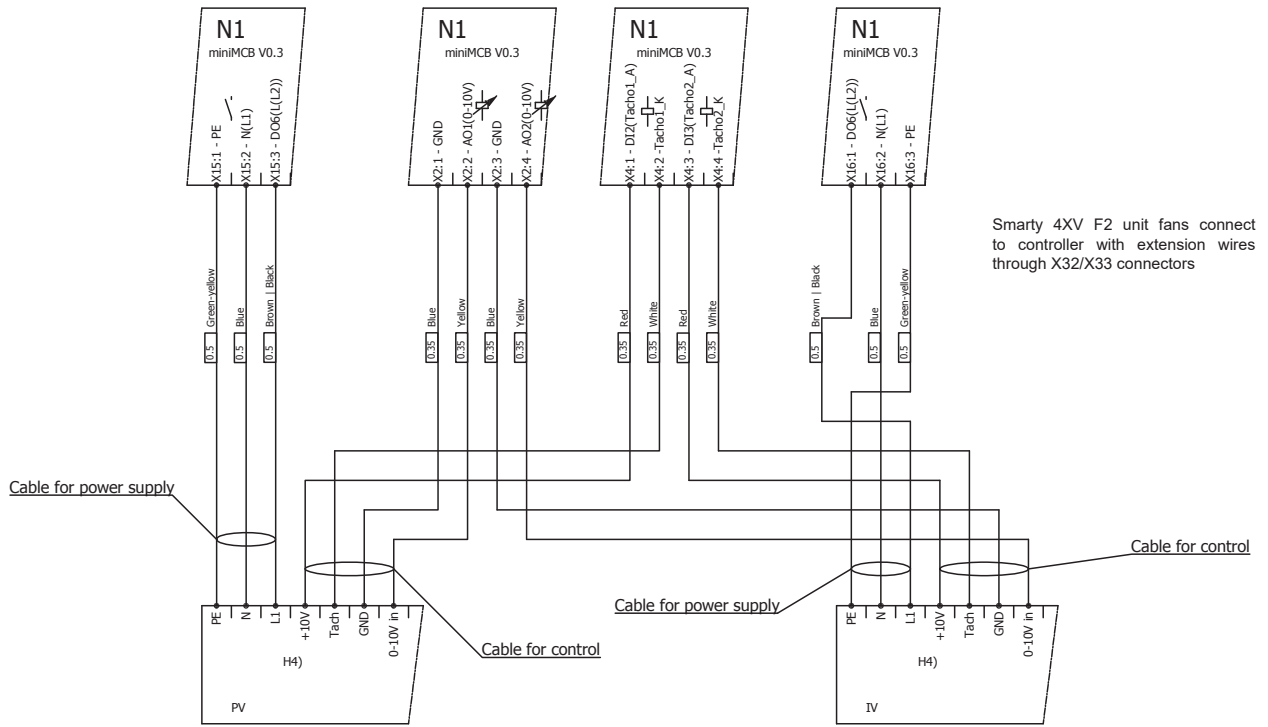 N1
miniMCB V0.3
X15:1 - PE
X15:2 - N(L1)
X15:3 - DO6(L(L2))
N1
miniMCB V0.3
X2:1 - GND
X2:2 - AO1(0-10V)
X2:3 - GND
X2:4 - AO2(0-10V)
N1
miniMCB V0.3
X4:1 - DI2(Tacho1_A)
X4:2 -Tacho1_K
X4:3 - DI3(Tacho2_A)
X4:4 -Tacho2_K
N1
miniMCB V0.3
X16:1 - DO6(L(L2))
X16:2 - N(L1)
X16:3 - PE
Smarty 4XV F2 unit fans connect
to controller with extension wires
through X32/X33 connectors
0.5 Green-yellow
0.5 Blue
0.5 Brown | Black
0.35 Blue
0.35 Yellow
0.35 Blue
0.35 Yellow
0.35 Red
0.35 White
0.35 Red
0.35 White
0.5 Brown | Black
0.5 Blue
0.5 Green-yellow
Cable for power supply
Cable for control
Cable for power supply
Cable for control
PE
N
L1
+10V
Tach
GND
0-10V in
H4)
PV
PE
N
L1
+10V
Tach
GND
0-10V in
H4)
IV